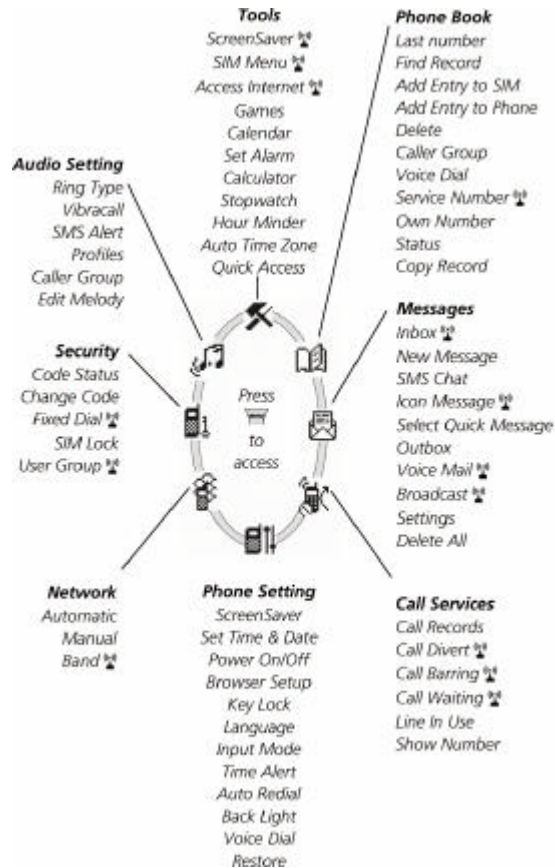 Tools
ScreenSaver
SIM Menu
Access Internet
Games
Calendar
Set Alarm
Calculator
Stopwatch
Hour Minder
Auto Time Zone
Quick Access
Phone Book
Last number
Find Record
Add Entry to SIM
Add Entry to Phone
Delete
Caller Group
Voice Dial
Service Number
Own Number
Status
Copy Record
Audio Setting
Ring Type
Vibracall
SMS Alert
Profiles
Caller Group
Edit Melody
Messages
Inbox
New Message
SMS Chat
Icon Message
Select Quick Message
Outbox
Voice Mail
Broadcast
Settings
Delete All
Security
Code Status
Change Code
Fixed Dial
SIM Lock
User Group
Press
to
access
Network
Automatic
Manual
Band
Phone Setting
ScreenSaver
Set Time & Date
Power On/Off
Browser Setup
Key Lock
Language
Input Mode
Time Alert
Auto Redial
Back Light
Voice Dial
Restore
Call Services
Call Records
Call Divert
Call Barring
Call Waiting
Line In Use
Show Number